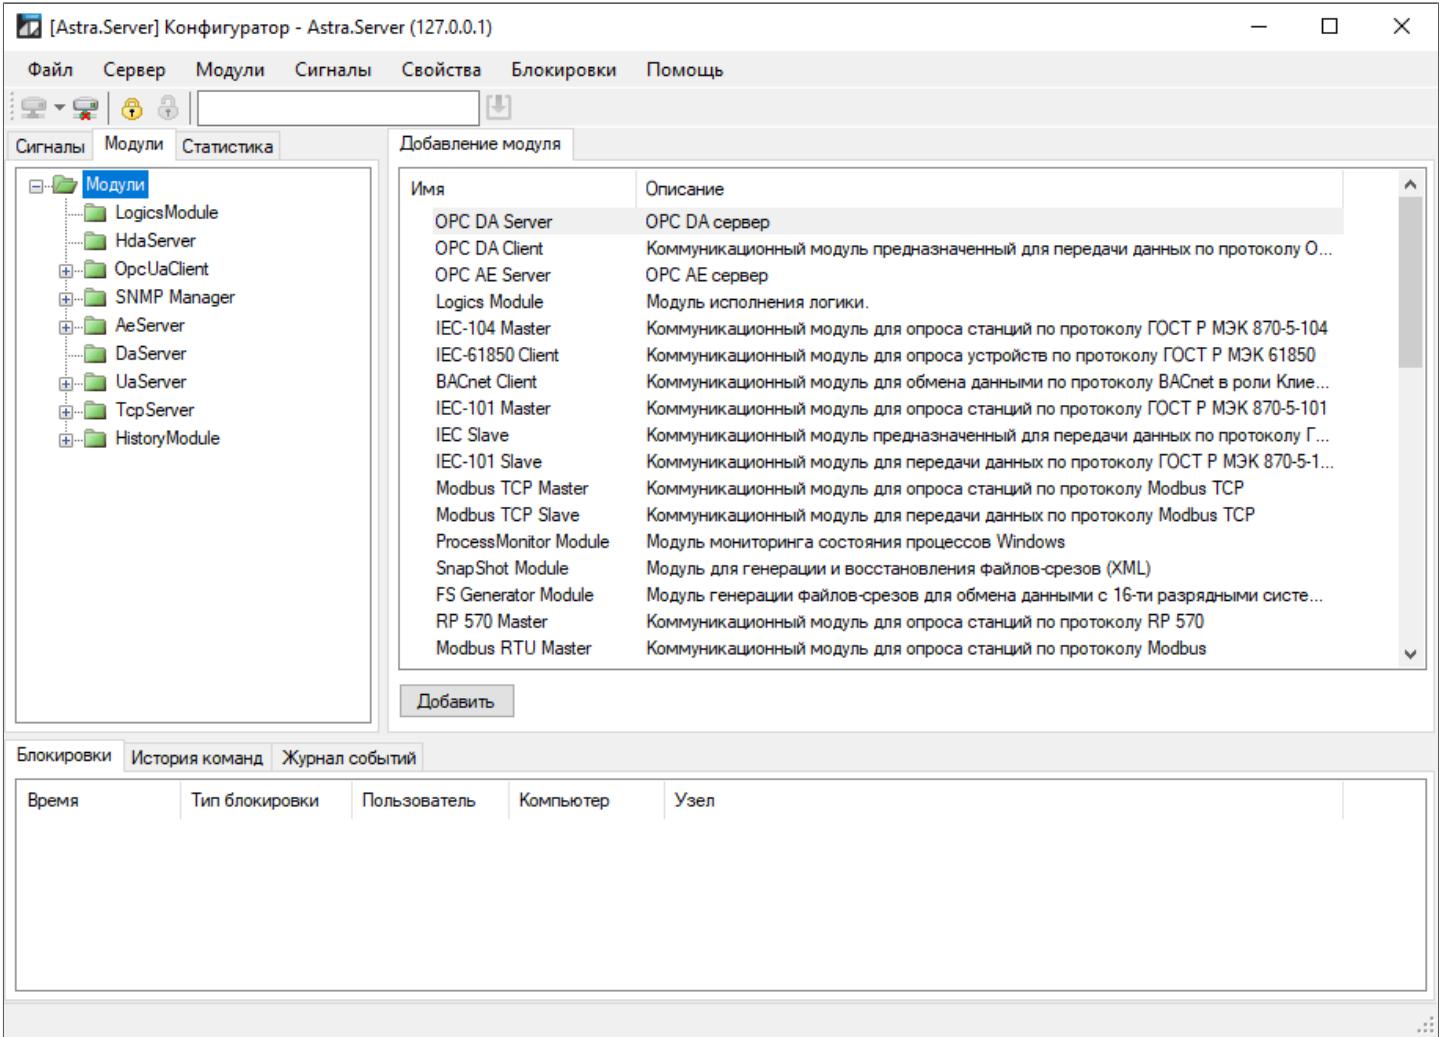 [Astra.Server] Конфигуратор - Astra.Server (127.0.0.1)
Файл Сервер Модули Сигналы Свойства Блокировки Помощь
Сигналы Модули Статистика
Модули
LogicsModule
HdaServer
OpcUaClient
SNMP Manager
AeServer
DaServer
UaServer
TcpServer
HistoryModule
Добавление модуля
Имя Описание
OPC DA Server OPC DA сервер
OPC DA Client Коммуникационный модуль предназначенный для передачи данных по протоколу O...
OPC AE Server OPC AE сервер
Logics Module Модуль исполнения логики.
IEC-104 Master Коммуникационный модуль для опроса станций по протоколу ГОСТ Р МЭК 870-5-104
IEC-61850 Client Коммуникационный модуль для опроса устройств по протоколу ГОСТ Р МЭК 61850
BACnet Client Коммуникационный модуль для обмена данными по протоколу BACnet в роли Клие...
IEC-101 Master Коммуникационный модуль для опроса станций по протоколу ГОСТ Р МЭК 870-5-101
IEC Slave Коммуникационный модуль предназначенный для передачи данных по протоколу Г...
IEC-101 Slave Коммуникационный модуль для передачи данных по протоколу ГОСТ Р МЭК 870-5-1...
Modbus TCP Master Коммуникационный модуль для опроса станций по протоколу Modbus TCP
Modbus TCP Slave Коммуникационный модуль для передачи данных по протоколу Modbus TCP
ProcessMonitor Module Модуль мониторинга состояния процессов Windows
SnapShot Module Модуль для генерации и восстановления файлов-срезов (XML)
FS Generator Module Модуль генерации файлов-срезов для обмена данными с 16-ти разрядными систе...
RP 570 Master Коммуникационный модуль для опроса станций по протоколу RP 570
Modbus RTU Master Коммуникационный модуль для опроса станций по протоколу Modbus
Добавить
Блокировки История команд Журнал событий
Время Тип блокировки Пользователь Компьютер Узел